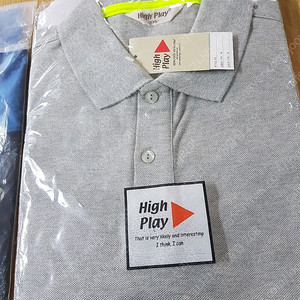 High Play
High
Play
High
Play
That is very likely and interesting
I think, I can